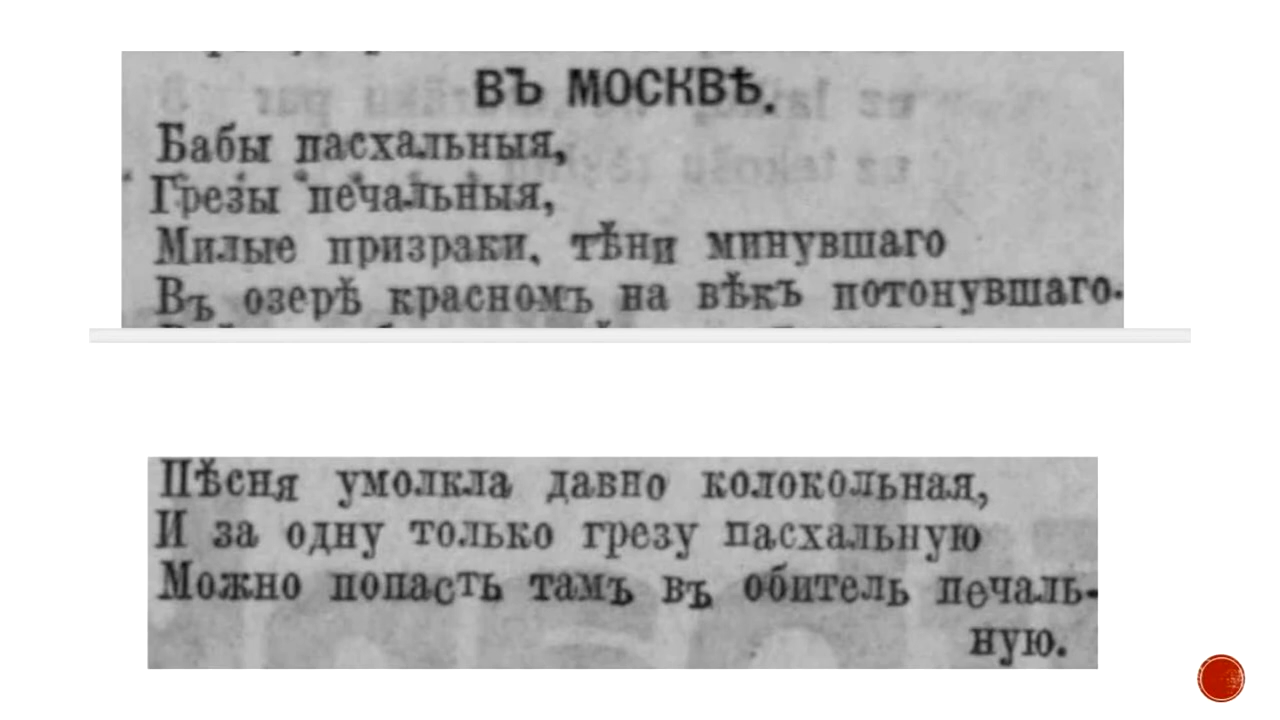 ВЪ МОСКВѢ.
Бабы пасхальныя,
Грезы печальныя,
Милые призраки, тѣни минувшаго
Въ озерѣ красномъ на вѣкъ потонувшаго.
Пѣсня умолкла давно колокольная,
И за одну только грезу пасхальную
Можно попасть тамъ въ обитель печаль-
ную.